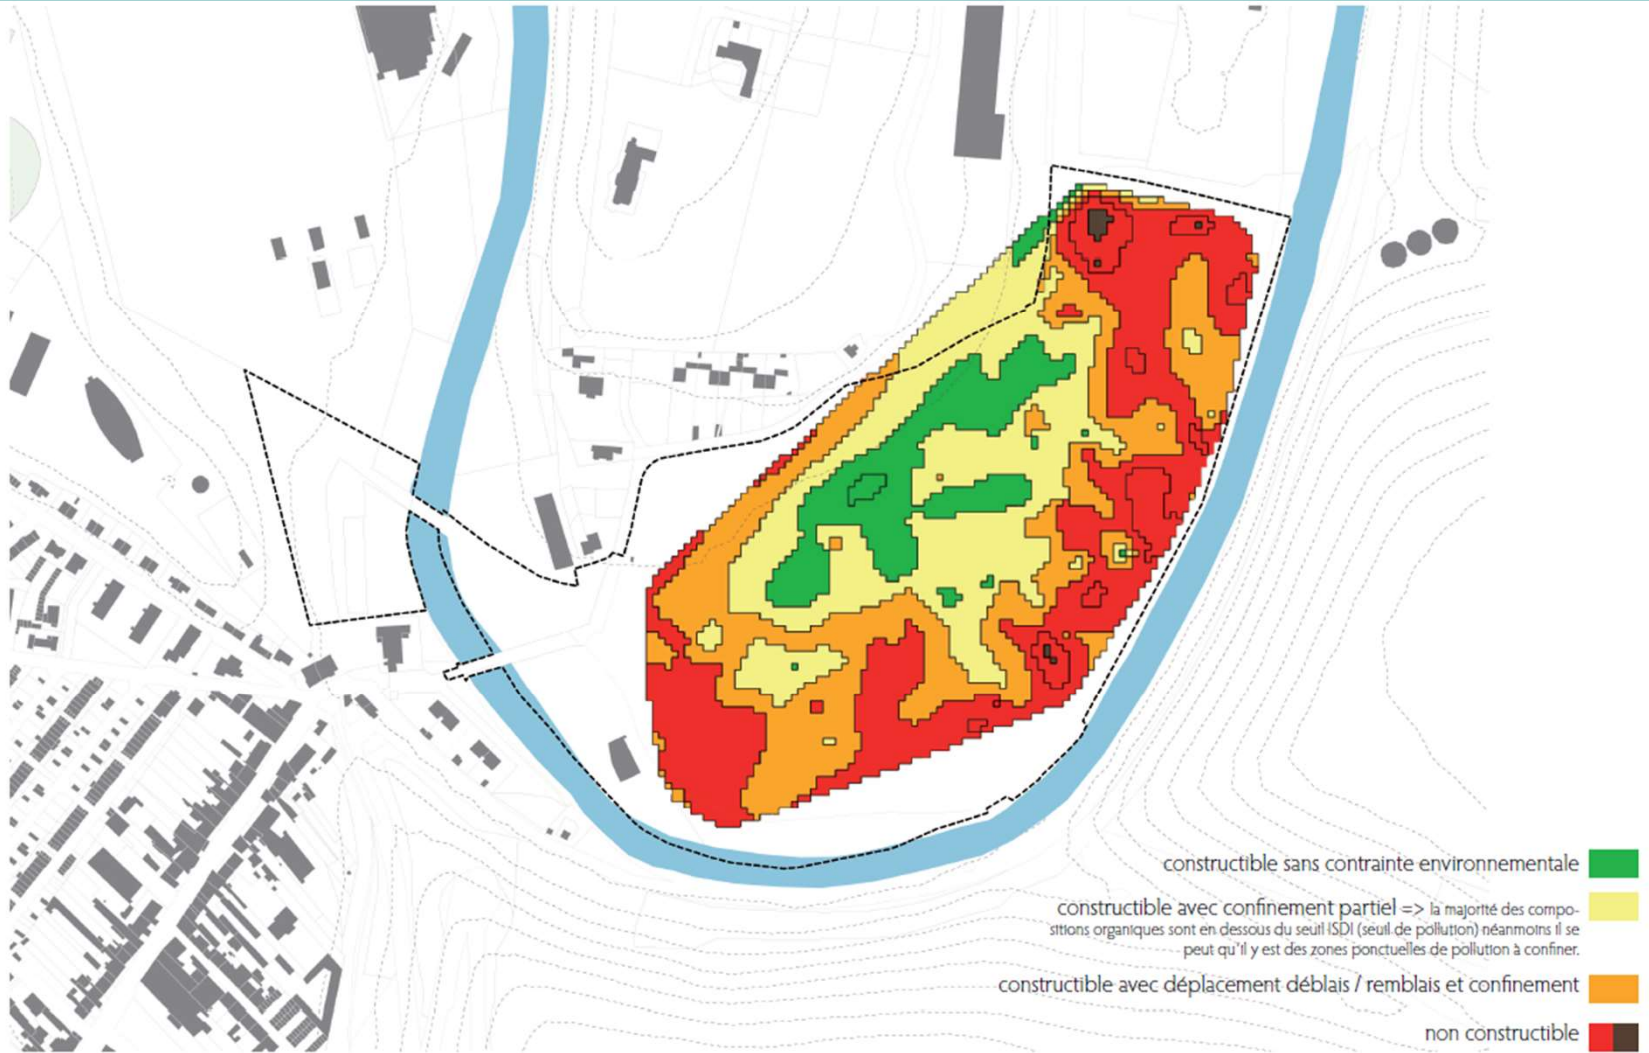 constructible sans contrainte environnementale
constructible avec confinement partiel => la majorité des compo-
sitions organiques sont en dessous du seuil ISDI (seuil de pollution) néanmoins il se
peut qu'il y est des zones ponctuelles de pollution à confiner.
constructible avec déplacement déblais / remblais et confinement
non constructible